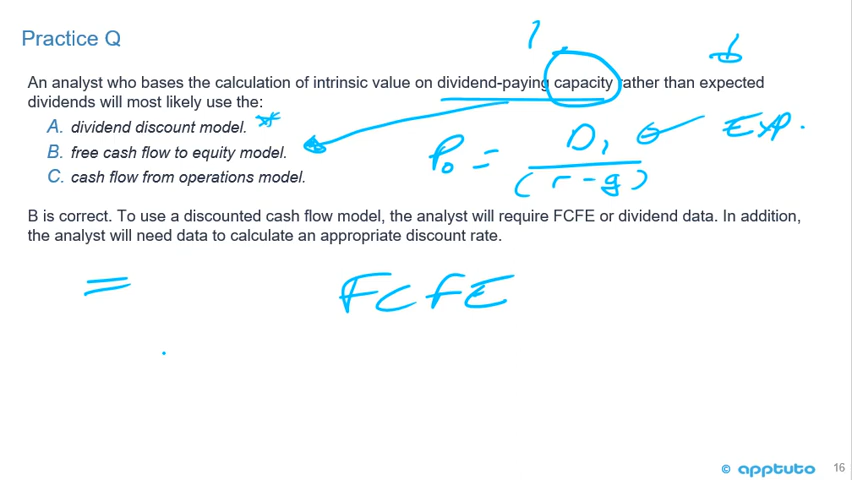 Practice Q
An analyst who bases the calculation of intrinsic value on dividend-paying capacity rather than expected
dividends will most likely use the:
A. dividend discount model.
B. free cash flow to equity model.
C. cash flow from operations model.
P₀ = D₁ / (r - g)
EXP.
B is correct. To use a discounted cash flow model, the analyst will require FCFE or dividend data. In addition,
the analyst will need data to calculate an appropriate discount rate.
= FCFE
© apptuto 16